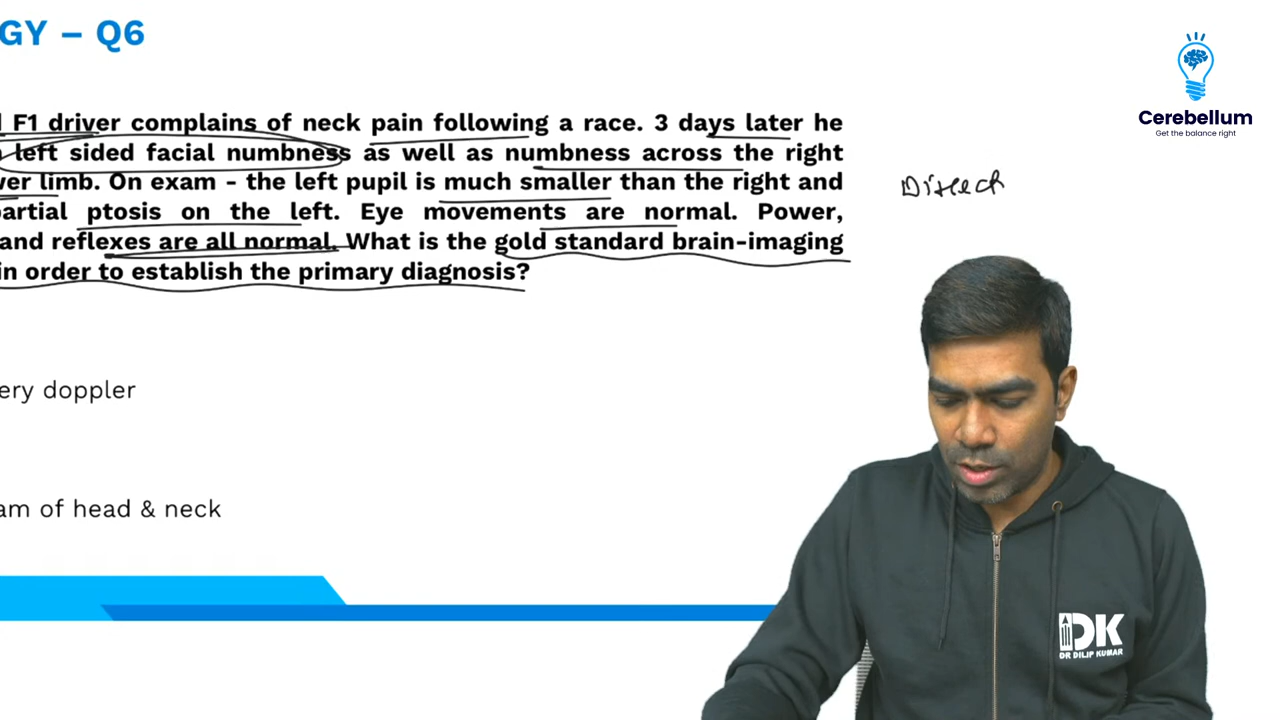 GY – Q6
Cerebellum
Get the balance right
F1 driver complains of neck pain following a race. 3 days later he
left sided facial numbness as well as numbness across the right
ver limb. On exam - the left pupil is much smaller than the right and
partial ptosis on the left. Eye movements are normal. Power,
and reflexes are all normal. What is the gold standard brain-imaging
in order to establish the primary diagnosis?
ery doppler
am of head & neck
DK
DR DILIP KUMAR